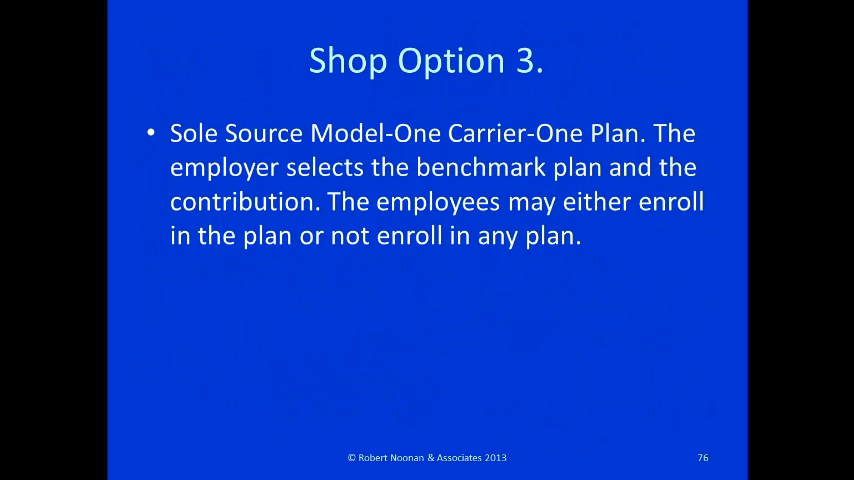 Shop Option 3.
• Sole Source Model-One Carrier-One Plan. The
employer selects the benchmark plan and the
contribution. The employees may either enroll
in the plan or not enroll in any plan.
© Robert Noonan & Associates 2013
76